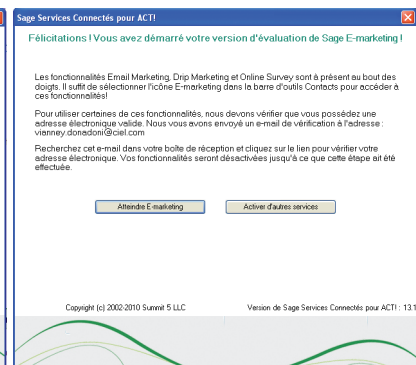 Sage Services Connectés pour ACT!
Félicitations ! Vous avez démarré votre version d'évaluation de Sage E-marketing !
Les fonctionnalités Email Marketing, Drip Marketing et Online Survey sont à présent au bout des
doigts. Il suffit de sélectionner l'icône E-marketing dans la barre d'outils Contacts pour accéder à
ces fonctionnalités!
Pour utiliser certaines de ces fonctionnalités, nous devons vérifier que vous possédez une
adresse électronique valide. Nous vous avons envoyé un e-mail de vérification à l'adresse :
vianney.donadoni@ciel.com
Recherchez cet e-mail dans votre boîte de réception et cliquez sur le lien pour vérifier votre
adresse électronique. Vos fonctionnalités seront désactivées jusqu'à ce que cette étape ait été
effectuée.
Atteindre E-marketing
Activer d'autres services
Copyright (c) 2002-2010 Summit 5 LLC
Version de Sage Services Connectés pour ACT! : 13.1